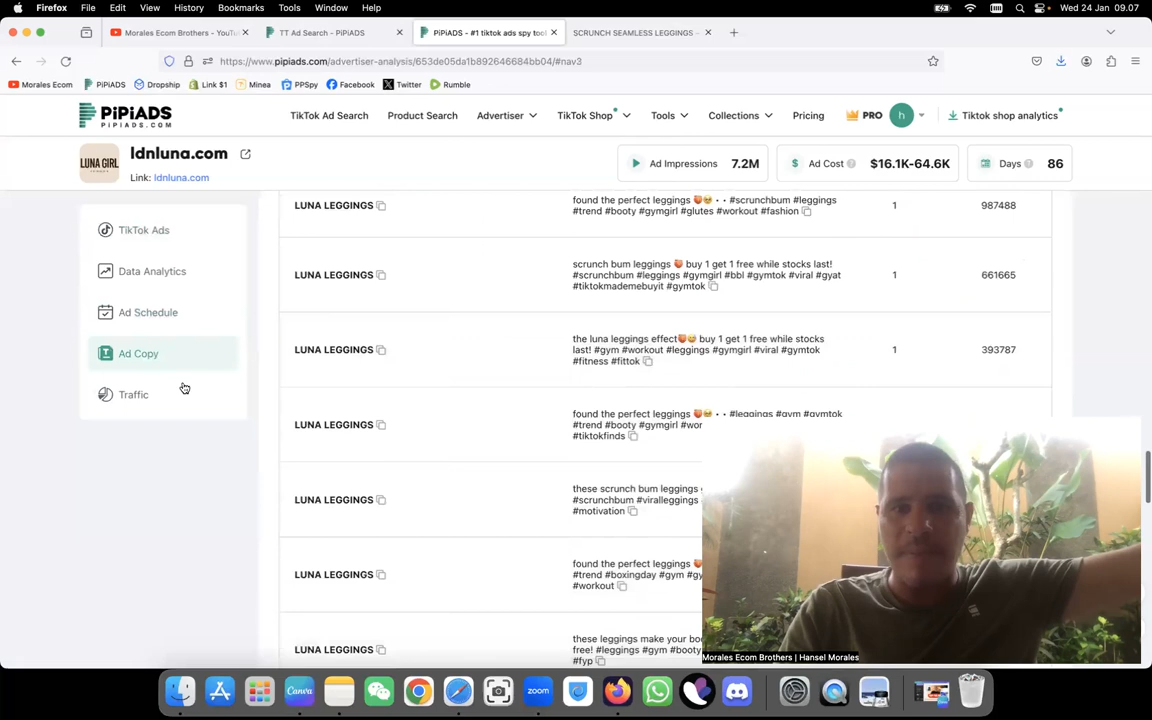 Firefox File Edit View History Bookmarks Tools Window Help Wed 24 Jan 09.07
Morales Ecom Brothers - YouTu TT Ad Search - PiPiADS PiPiADS - #1 tiktok ads spy tool SCRUNCH SEAMLESS LEGGINGS –
https://www.pipiads.com/advertiser-analysis/653de05da1b892646684bb04/#nav3
Morales Ecom PiPiADS Dropship Link $1 Minea PPSpy Facebook Twitter Rumble
PiPiADS
PIPIADS.COM
TikTok Ad Search Product Search Advertiser TikTok Shop Tools Collections Pricing PRO h Tiktok shop analytics
LUNA GIRL
ldnluna.com
Link: ldnluna.com
Ad Impressions 7.2M
Ad Cost $16.1K-64.6K
Days 86
TikTok Ads
Data Analytics
Ad Schedule
Ad Copy
Traffic
LUNA LEGGINGS
found the perfect leggings 🍑🥹 • • #scrunchbum #leggings
#trend #booty #gymgirl #glutes #workout #fashion
1 987488
LUNA LEGGINGS
scrunch bum leggings 🍑 buy 1 get 1 free while stocks last!
#scrunchbum #leggings #gymgirl #bbl #gymtok #viral #gyat
#tiktokmademebuyit #gymtok
1 661665
LUNA LEGGINGS
the luna leggings effect🍑🥹 buy 1 get 1 free while stocks
last! #gym #workout #leggings #gymgirl #viral #gymtok
#fitness #fittok
1 393787
LUNA LEGGINGS
found the perfect leggings 🍑🥹 • • #leggings #gym #gymtok
#trend #booty #gymgirl #wor
#tiktokfinds
LUNA LEGGINGS
these scrunch bum leggings
#scrunchbum #viralleggings
#motivation
LUNA LEGGINGS
found the perfect leggings 🍑
#trend #boxingday #gym #gy
#workout
LUNA LEGGINGS
these leggings make your bo
free! #leggings #gym #booty
#fyp
Morales Ecom Brothers | Hansel Morales
zoom